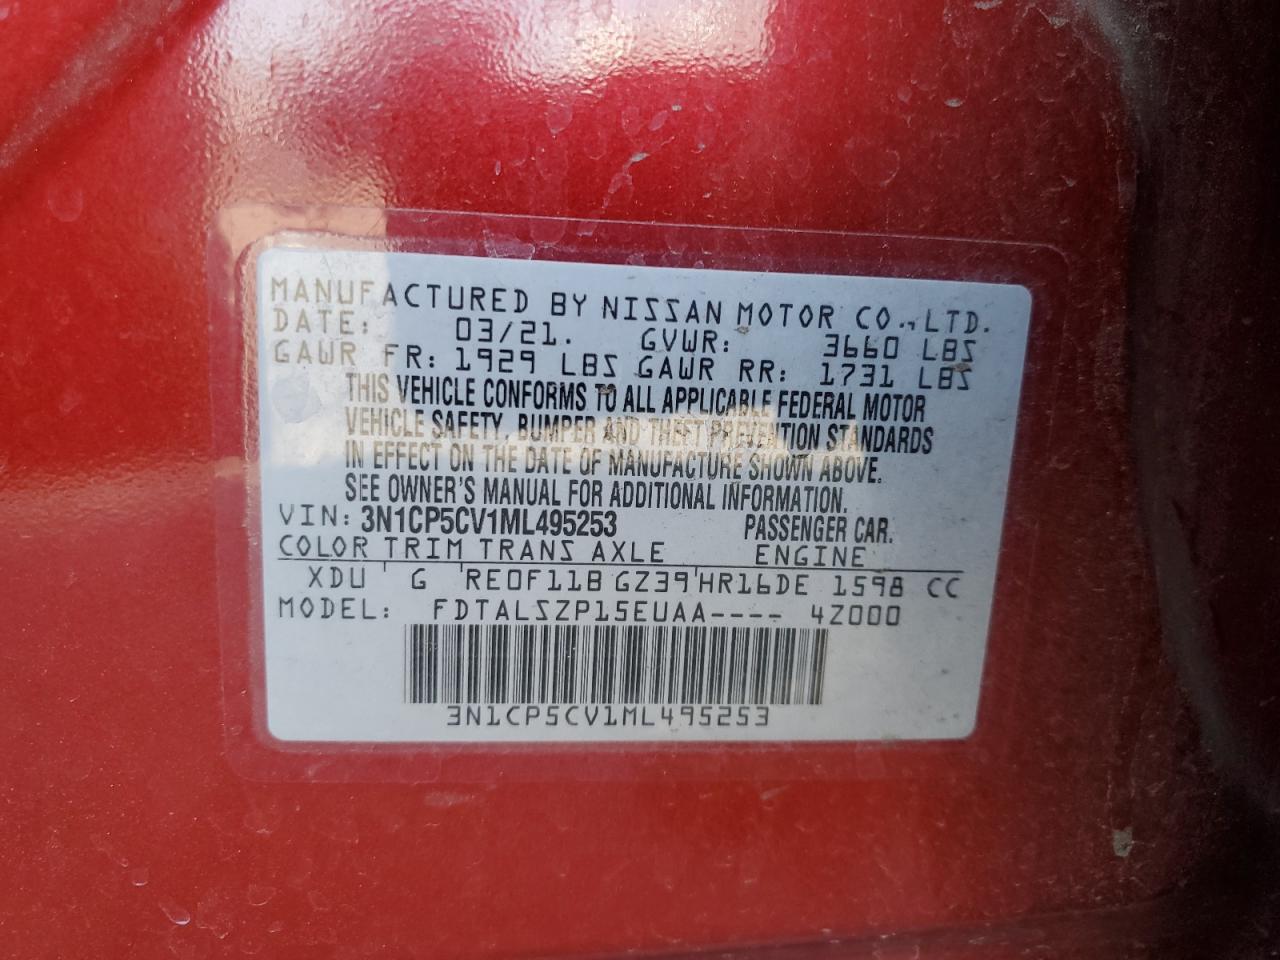 MANUFACTURED BY NISSAN MOTOR CO., LTD.
DATE: 03/21. GVWR: 3660 LBS
GAWR FR: 1929 LBS GAWR RR: 1731 LBS
THIS VEHICLE CONFORMS TO ALL APPLICABLE FEDERAL MOTOR
VEHICLE SAFETY, BUMPER AND THEFT PREVENTION STANDARDS
IN EFFECT ON THE DATE OF MANUFACTURE SHOWN ABOVE.
SEE OWNER'S MANUAL FOR ADDITIONAL INFORMATION.
VIN: 3N1CP5CV1ML495253 PASSENGER CAR.
COLOR TRIM TRANS AXLE ENGINE
XDU G RE0F11B GZ39 HR16DE 1598 CC
MODEL: FDTALSZP15EUAA---- 4Z000
3N1CP5CV1ML495253